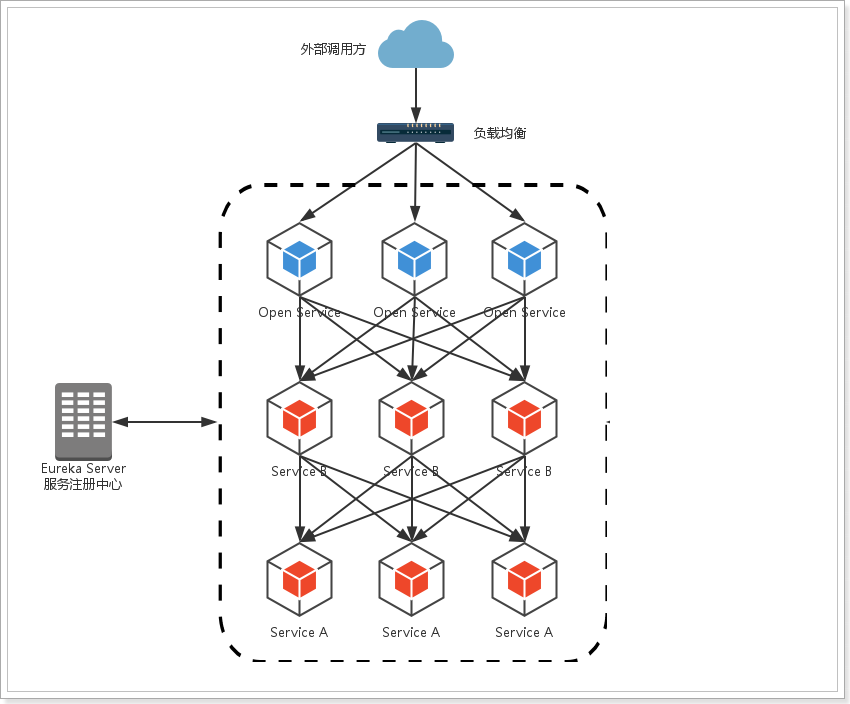 外部调用方
负载均衡
Open Service
Open Service
Open Service
Service B
Service B
Service B
Eureka Server
服务注册中心
Service A
Service A
Service A